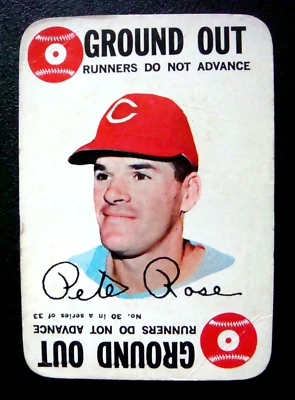 GROUND OUT
RUNNERS DO NOT ADVANCE
C
Pete Rose
No. 30 in a series of 33
RUNNERS DO NOT ADVANCE
GROUND OUT